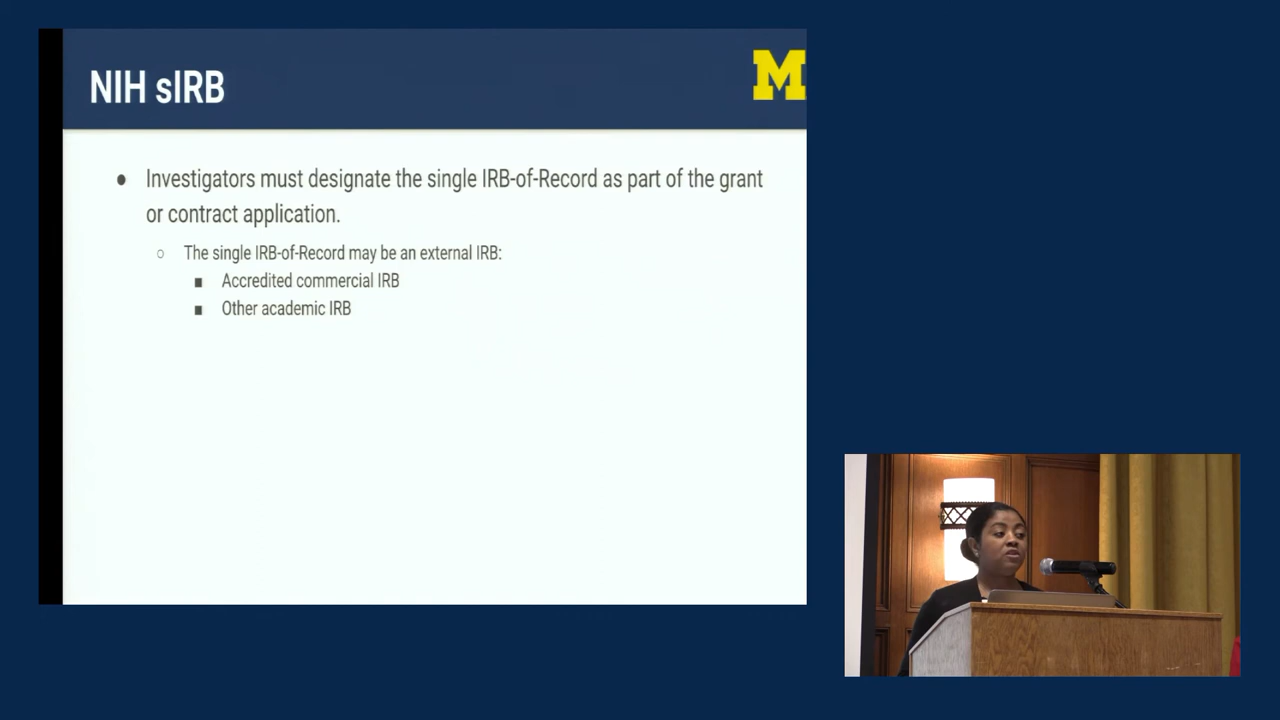 NIH sIRB
M
● Investigators must designate the single IRB-of-Record as part of the grant
or contract application.
○ The single IRB-of-Record may be an external IRB:
■ Accredited commercial IRB
■ Other academic IRB